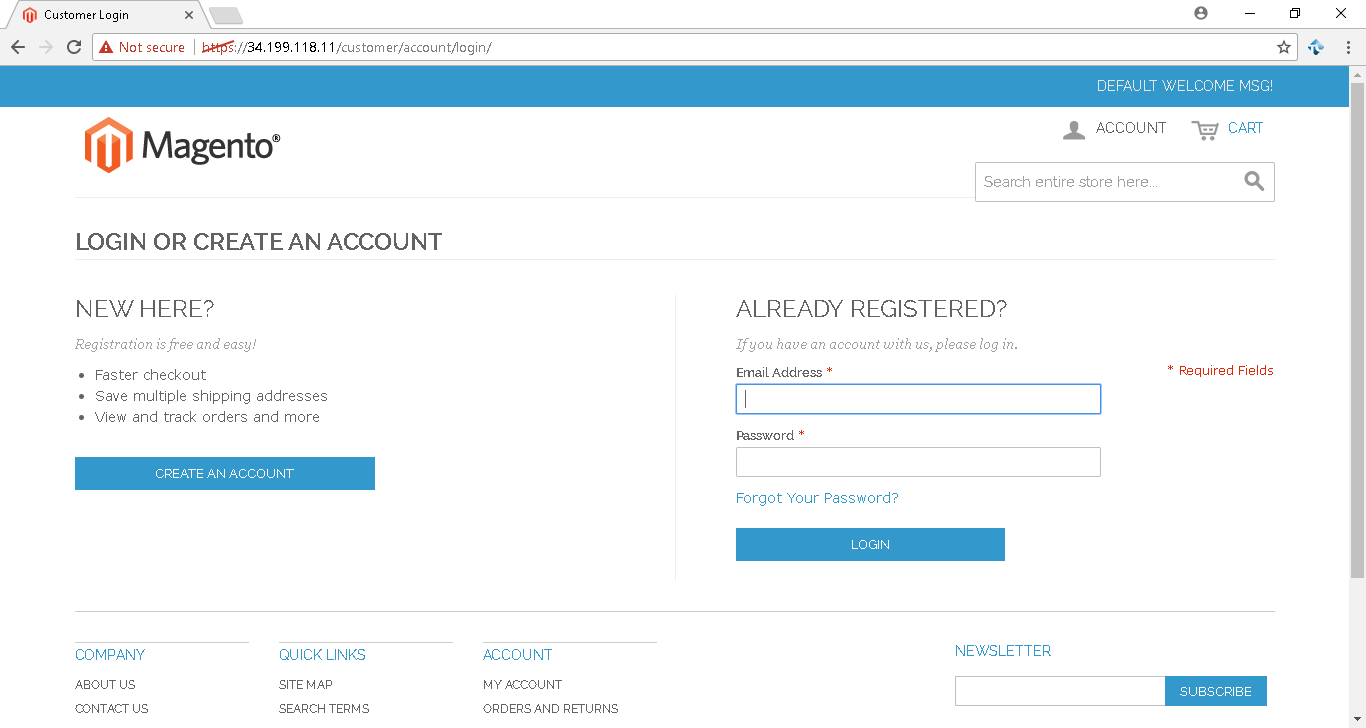 Customer Login
Not secure https://34.199.118.11/customer/account/login/
DEFAULT WELCOME MSG!
Magento®
ACCOUNT CART
Search entire store here...
LOGIN OR CREATE AN ACCOUNT
NEW HERE?
Registration is free and easy!
Faster checkout
Save multiple shipping addresses
View and track orders and more
CREATE AN ACCOUNT
ALREADY REGISTERED?
If you have an account with us, please log in.
Email Address *
* Required Fields
Password *
Forgot Your Password?
LOGIN
COMPANY
ABOUT US
CONTACT US
QUICK LINKS
SITE MAP
SEARCH TERMS
ACCOUNT
MY ACCOUNT
ORDERS AND RETURNS
NEWSLETTER
SUBSCRIBE